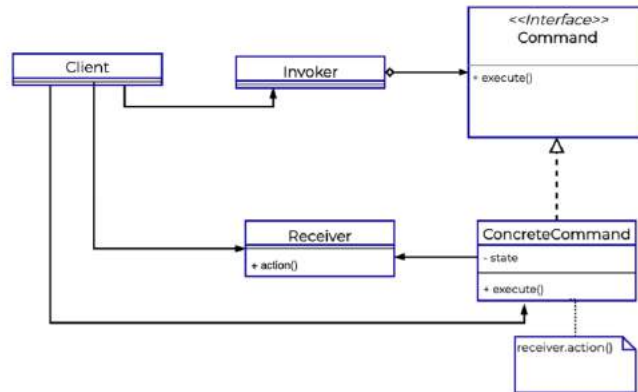 <<Interface>>
Command
Client
Invoker
+ execute()
Receiver
+ action()
ConcreteCommand
- state
+ execute()
receiver.action()